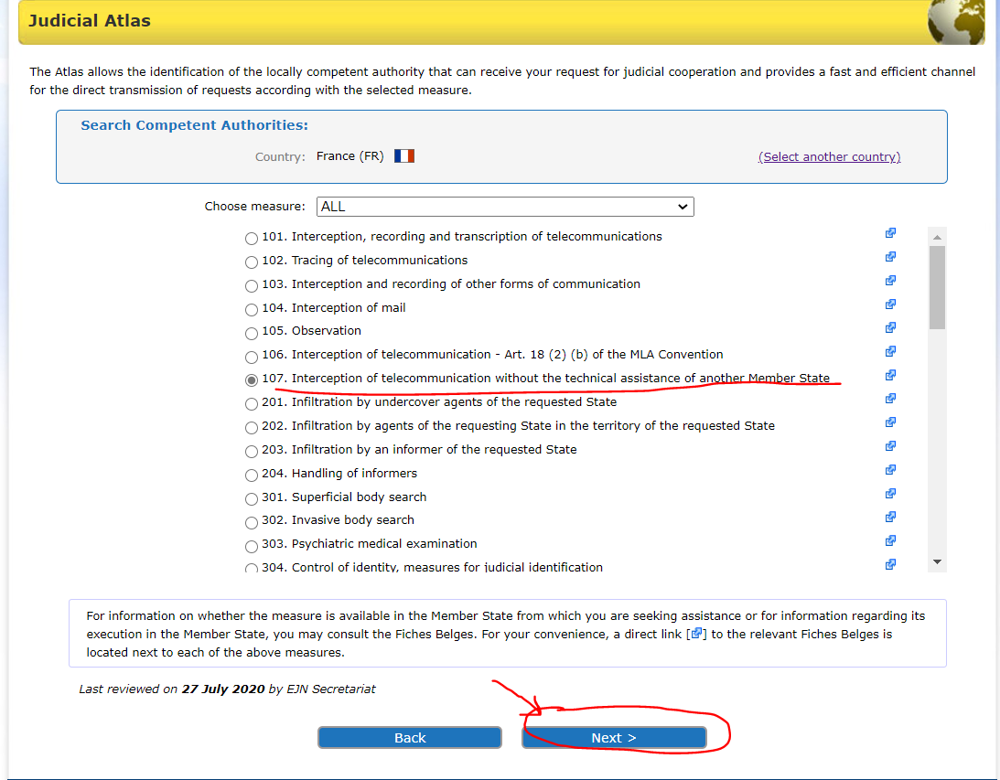 Judicial Atlas
The Atlas allows the identification of the locally competent authority that can receive your request for judicial cooperation and provides a fast and efficient channel
for the direct transmission of requests according with the selected measure.
Search Competent Authorities:
Country: France (FR) (Select another country)
Choose measure: ALL
101. Interception, recording and transcription of telecommunications
102. Tracing of telecommunications
103. Interception and recording of other forms of communication
104. Interception of mail
105. Observation
106. Interception of telecommunication - Art. 18 (2) (b) of the MLA Convention
107. Interception of telecommunication without the technical assistance of another Member State
201. Infiltration by undercover agents of the requested State
202. Infiltration by agents of the requesting State in the territory of the requested State
203. Infiltration by an informer of the requested State
204. Handling of informers
301. Superficial body search
302. Invasive body search
303. Psychiatric medical examination
304. Control of identity, measures for judicial identification
For information on whether the measure is available in the Member State from which you are seeking assistance or for information regarding its
execution in the Member State, you may consult the Fiches Belges. For your convenience, a direct link [] to the relevant Fiches Belges is
located next to each of the above measures.
Last reviewed on 27 July 2020 by EJN Secretariat
Back Next >